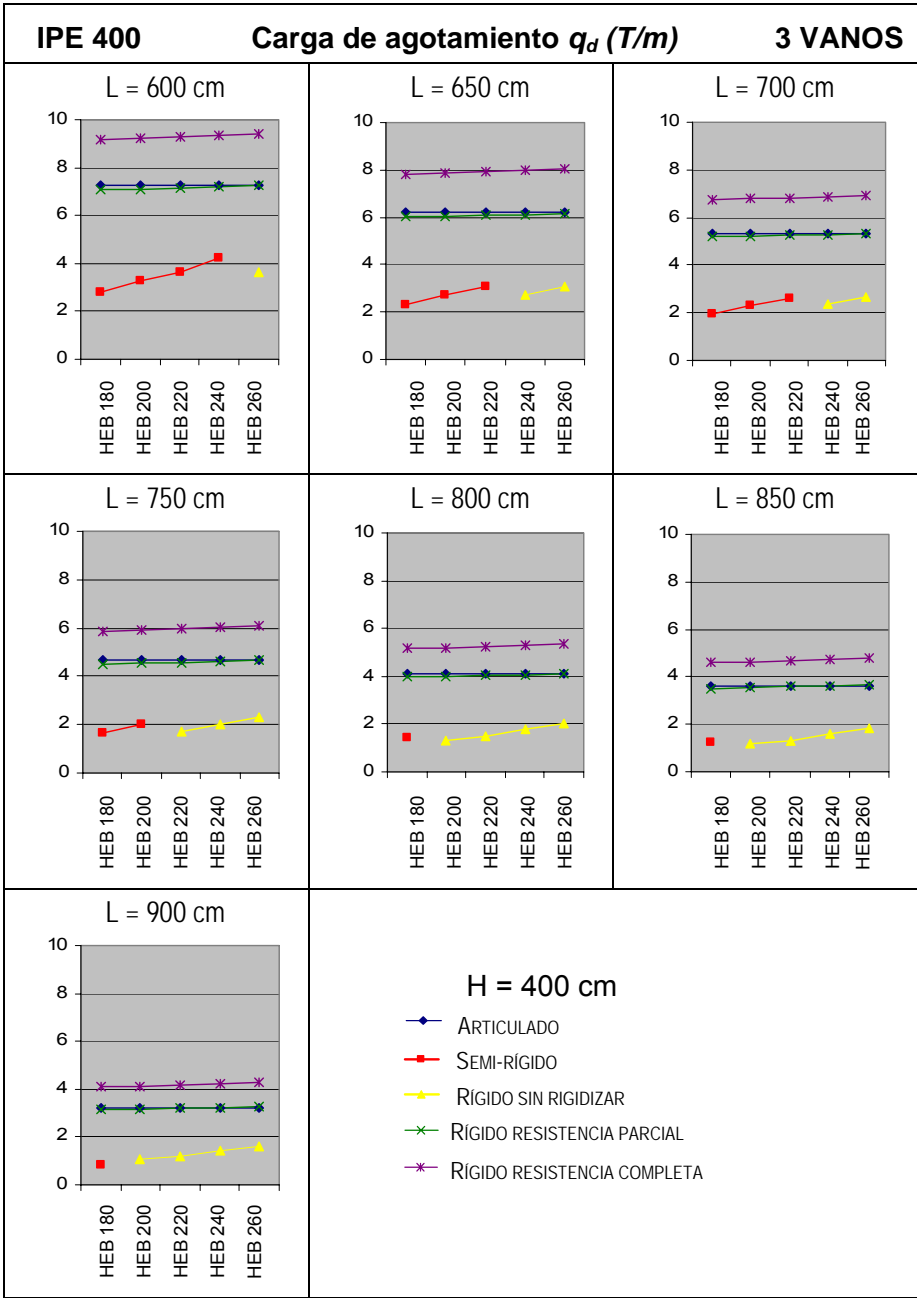 IPE 400 Carga de agotamiento qd (T/m) 3 VANOS
L = 600 cm
10
8
6
4
2
0
HEB 180
HEB 200
HEB 220
HEB 240
HEB 260
L = 650 cm
10
8
6
4
2
0
HEB 180
HEB 200
HEB 220
HEB 240
HEB 260
L = 700 cm
10
8
6
4
2
0
HEB 180
HEB 200
HEB 220
HEB 240
HEB 260
L = 750 cm
10
8
6
4
2
0
HEB 180
HEB 200
HEB 220
HEB 240
HEB 260
L = 800 cm
10
8
6
4
2
0
HEB 180
HEB 200
HEB 220
HEB 240
HEB 260
L = 850 cm
10
8
6
4
2
0
HEB 180
HEB 200
HEB 220
HEB 240
HEB 260
L = 900 cm
10
8
6
4
2
0
HEB 180
HEB 200
HEB 220
HEB 240
HEB 260
H = 400 cm
ARTICULADO
SEMI-RÍGIDO
RÍGIDO SIN RIGIDIZAR
RÍGIDO RESISTENCIA PARCIAL
RÍGIDO RESISTENCIA COMPLETA